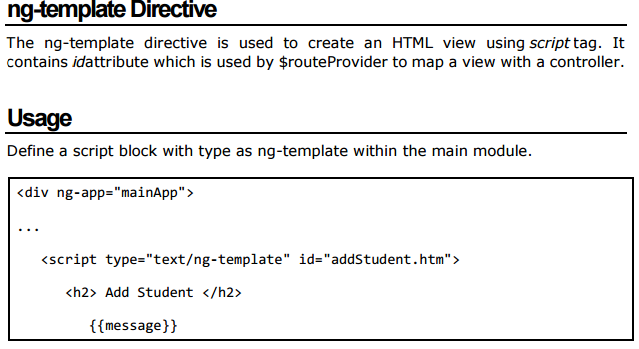 ng-template Directive
The ng-template directive is used to create an HTML view using script tag. It
contains idattribute which is used by $routeProvider to map a view with a controller.
Usage
Define a script block with type as ng-template within the main module.
<div ng-app="mainApp">
...
<script type="text/ng-template" id="addStudent.htm">
<h2> Add Student </h2>
{{message}}